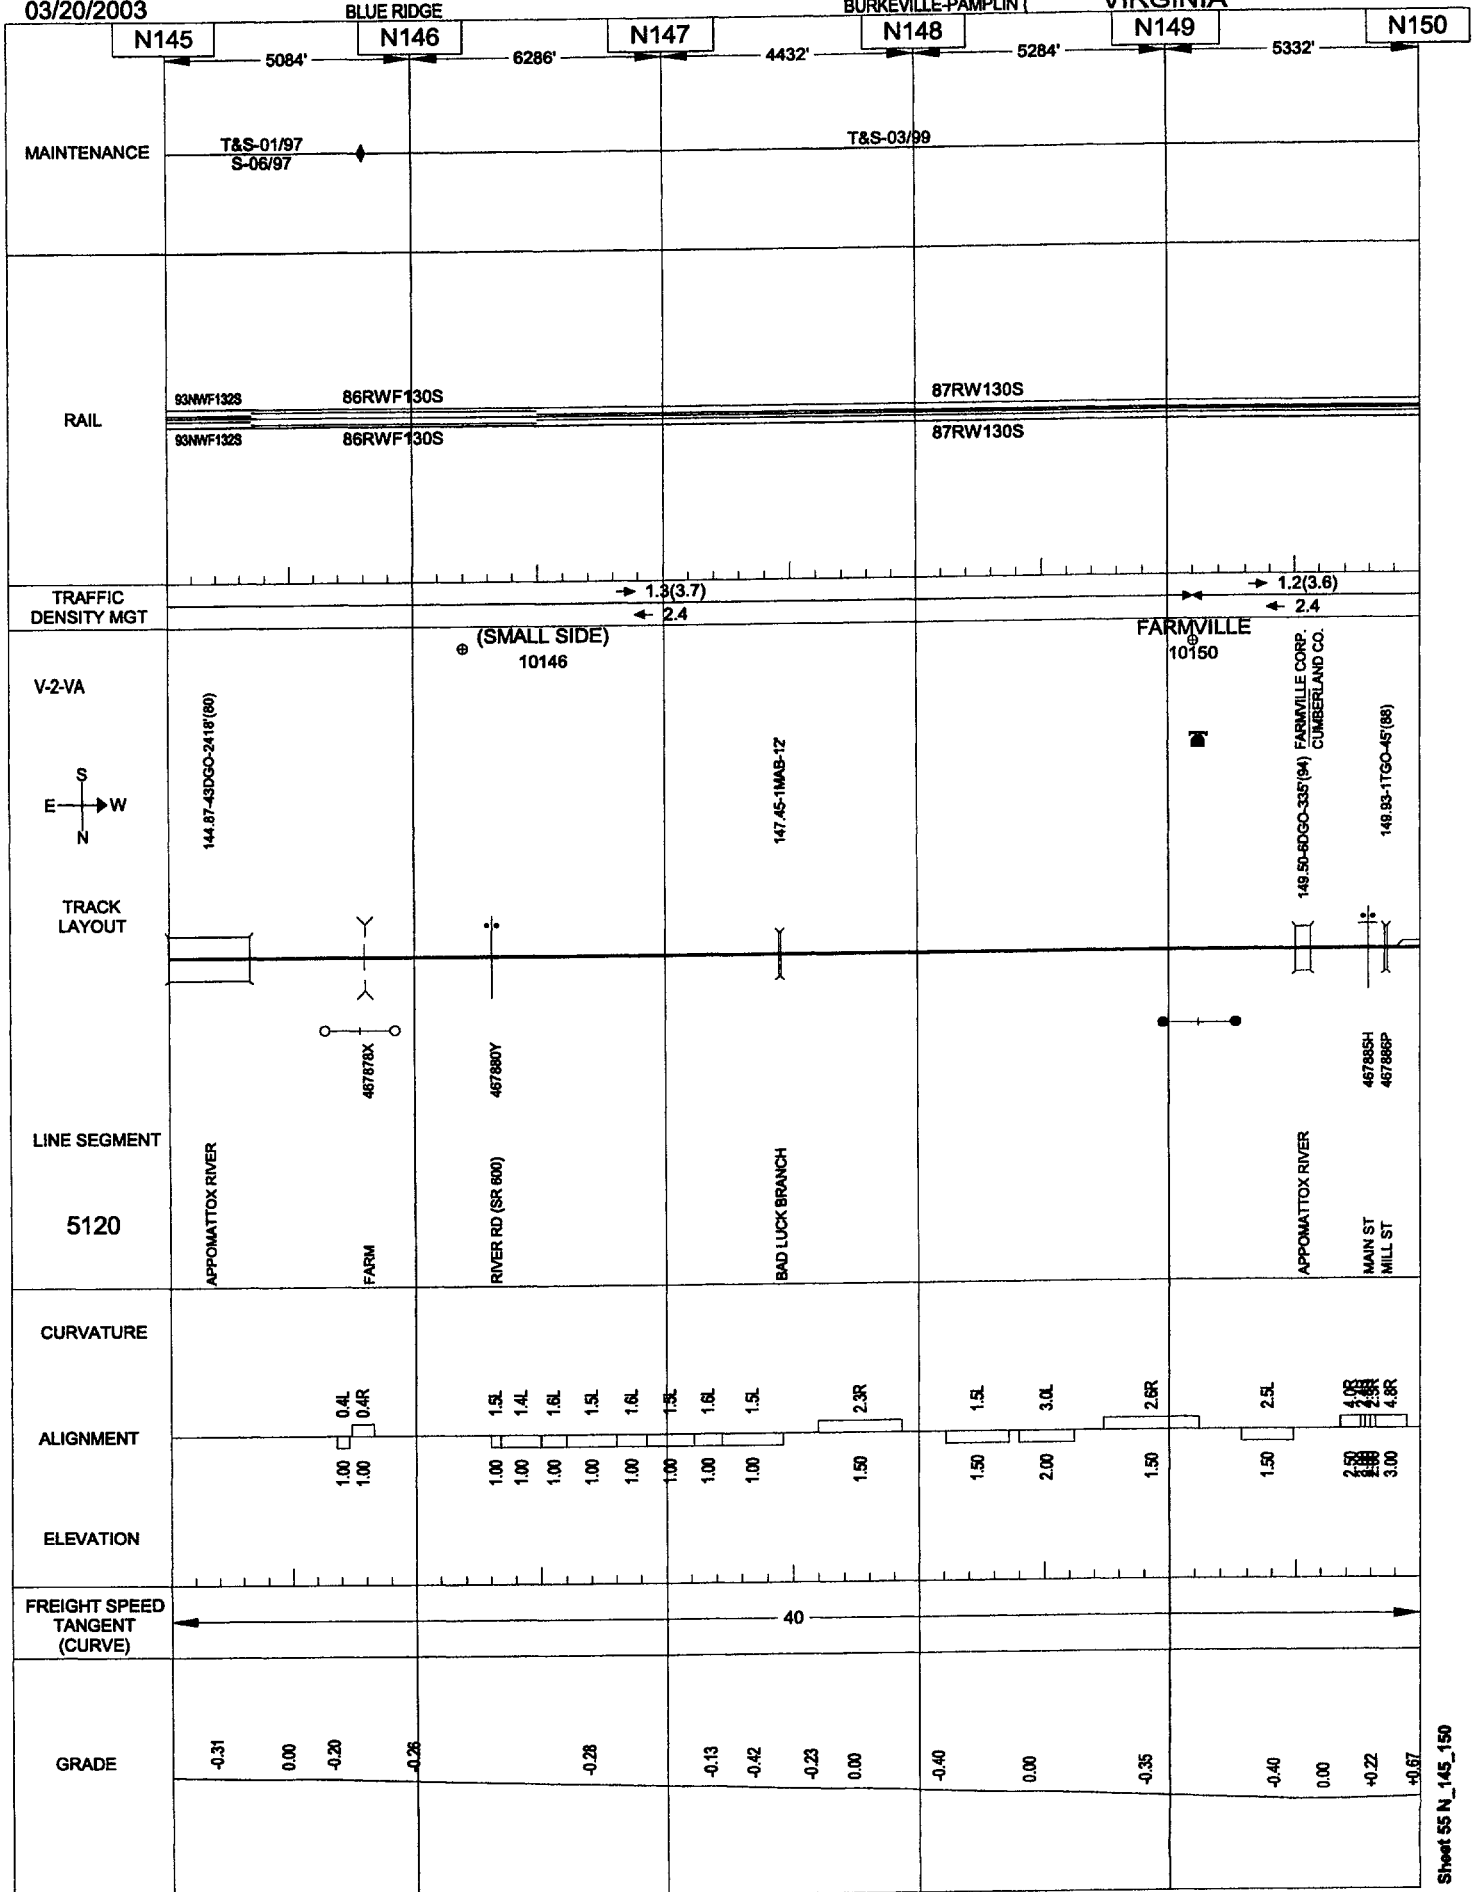 03/20/2003
BLUE RIDGE
BURKEVILLE-PAMPLIN {
VIRGINIA
N145
N146
N147
N148
N149
N150
5084'
6286'
4432'
5284'
5332'
MAINTENANCE
T&S-01/97
S-06/97
T&S-03/99
RAIL
93NWF132S
86RWF130S
87RW130S
93NWF132S
86RWF130S
87RW130S
TRAFFIC
DENSITY MGT
1.3(3.7)
2.4
1.2(3.6)
2.4
(SMALL SIDE)
10146
FARMVILLE
10150
V-2-VA
S
E
W
N
144.87-43DGO-2418'(80)
147.45-1MAB-12'
149.50-6DGO-335'(94)
FARMVILLE CORP.
CUMBERLAND CO.
149.93-1TGO-45'(88)
TRACK
LAYOUT
467878X
467880Y
467885H
467886P
LINE SEGMENT
5120
APPOMATTOX RIVER
FARM
RIVER RD (SR 600)
BAD LUCK BRANCH
APPOMATTOX RIVER
MAIN ST
MILL ST
CURVATURE
0.4L
0.4R
1.5L
1.4L
1.6L
1.5L
1.6L
1.5L
1.6L
1.5L
2.3R
1.5L
3.0L
2.6R
2.5L
4.0R
4.8R
ALIGNMENT
1.00
1.00
1.00
1.00
1.00
1.00
1.00
1.00
1.00
1.00
1.50
1.50
2.00
1.50
1.50
2.50
3.00
ELEVATION
FREIGHT SPEED
TANGENT
(CURVE)
40
GRADE
-0.31
0.00
-0.20
-0.26
-0.28
-0.13
-0.42
-0.23
0.00
-0.40
0.00
-0.35
-0.40
0.00
+0.22
+0.67
Sheet 55 N_145_150